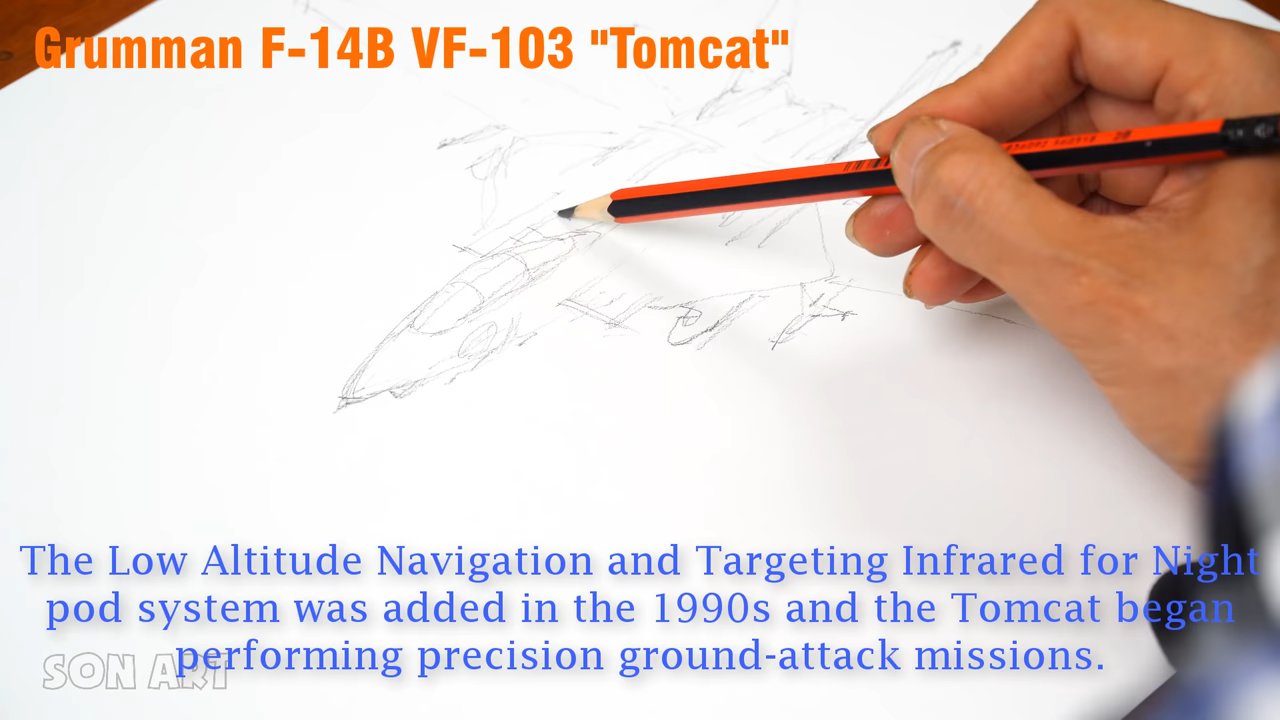 Grumman F-14B VF-103 "Tomcat"
The Low Altitude Navigation and Targeting Infrared for Night
pod system was added in the 1990s and the Tomcat began
performing precision ground-attack missions.
SON ART